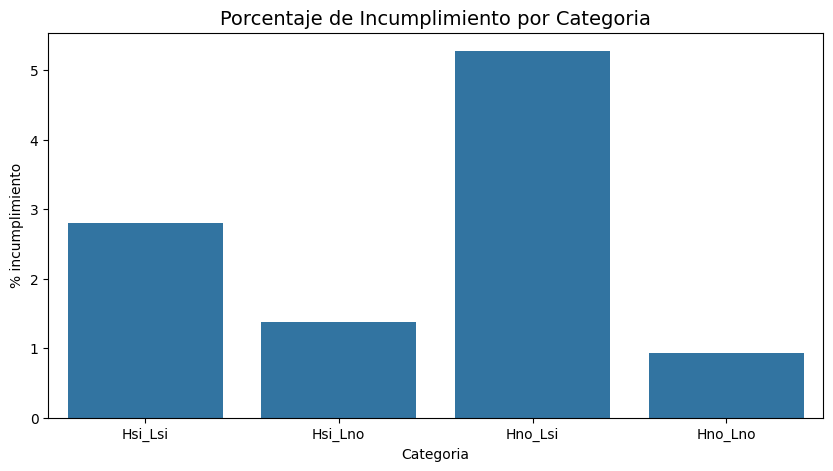 Porcentaje de Incumplimiento por Categoria
% incumplimiento
5
4
3
2
1
0
Hsi_Lsi Hsi_Lno Hno_Lsi Hno_Lno
Categoria